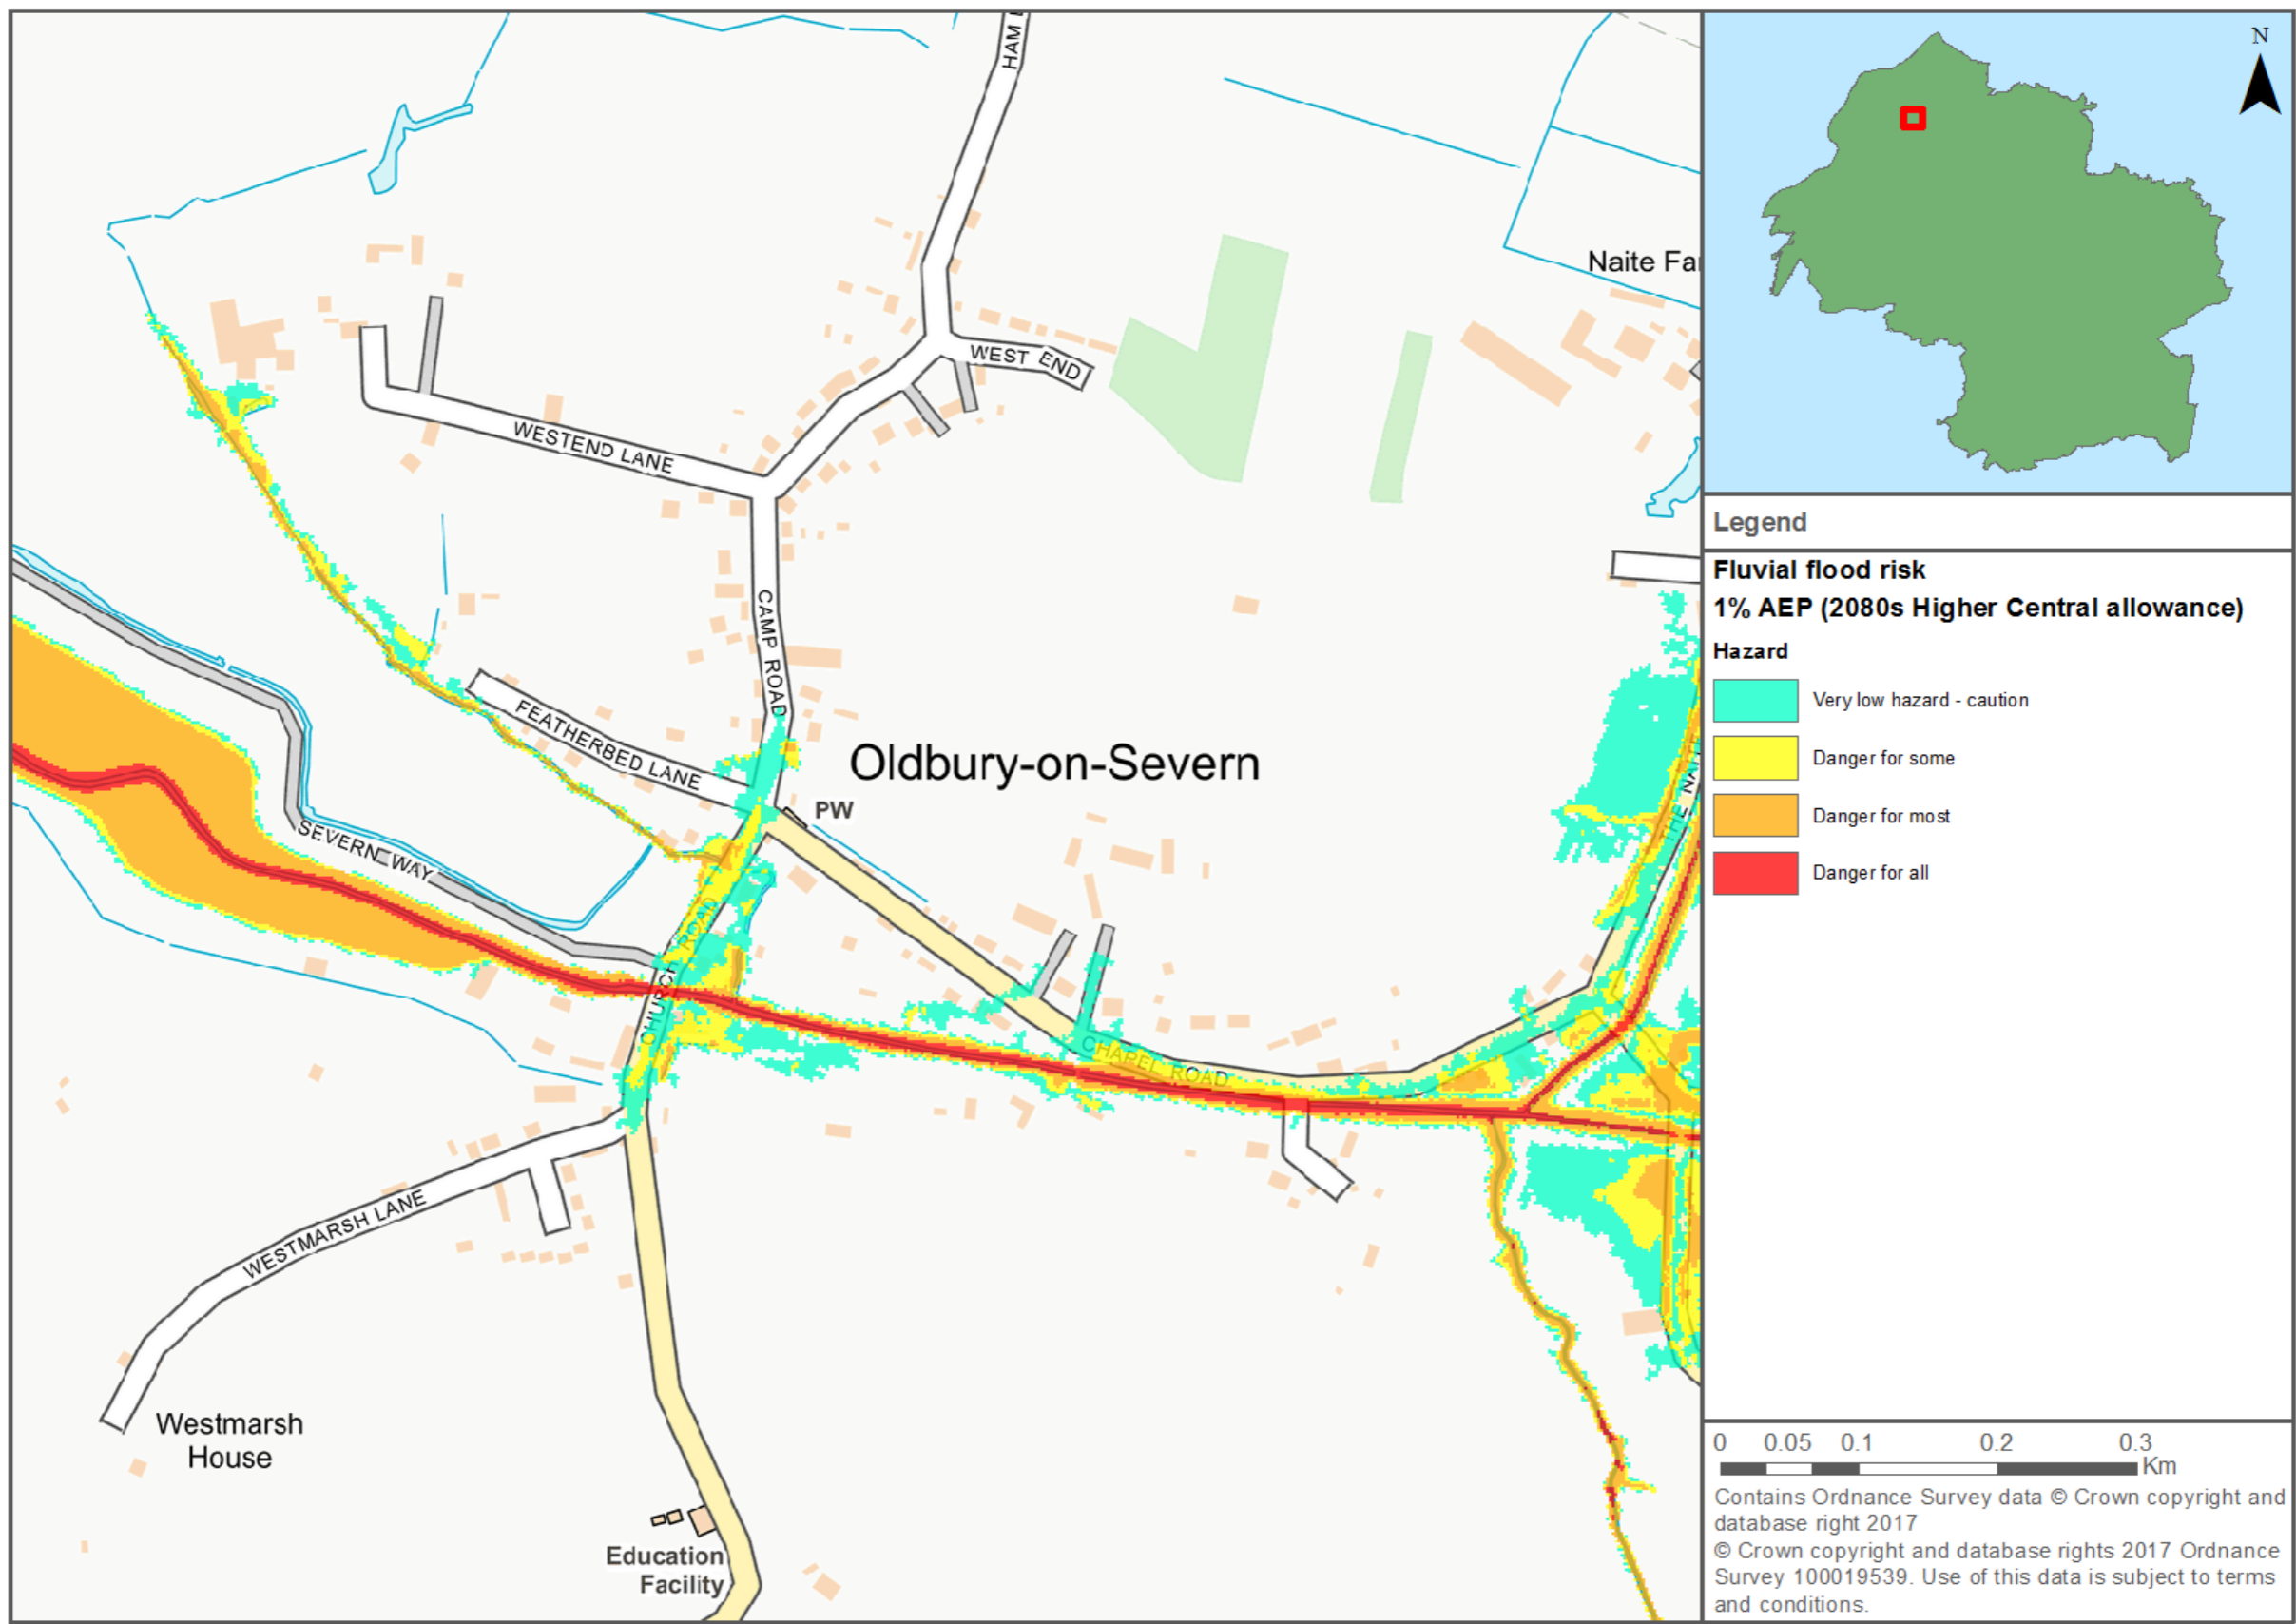 HAM
N
Naite Fa
WEST END
WESTEND LANE
Legend
Fluvial flood risk
1% AEP (2080s Higher Central allowance)
Hazard
Very low hazard - caution
Danger for some
Danger for most
Danger for all
CAMP ROAD
FEATHERBED LANE
Oldbury-on-Severn
PW
THE
SEVERN WAY
CHURCH ROAD
CHAPEL ROAD
WESTMARSH LANE
Westmarsh
House
Education
Facility
0 0.05 0.1 0.2 0.3
Km
Contains Ordnance Survey data © Crown copyright and
database right 2017
© Crown copyright and database rights 2017 Ordnance
Survey 100019539. Use of this data is subject to terms
and conditions.